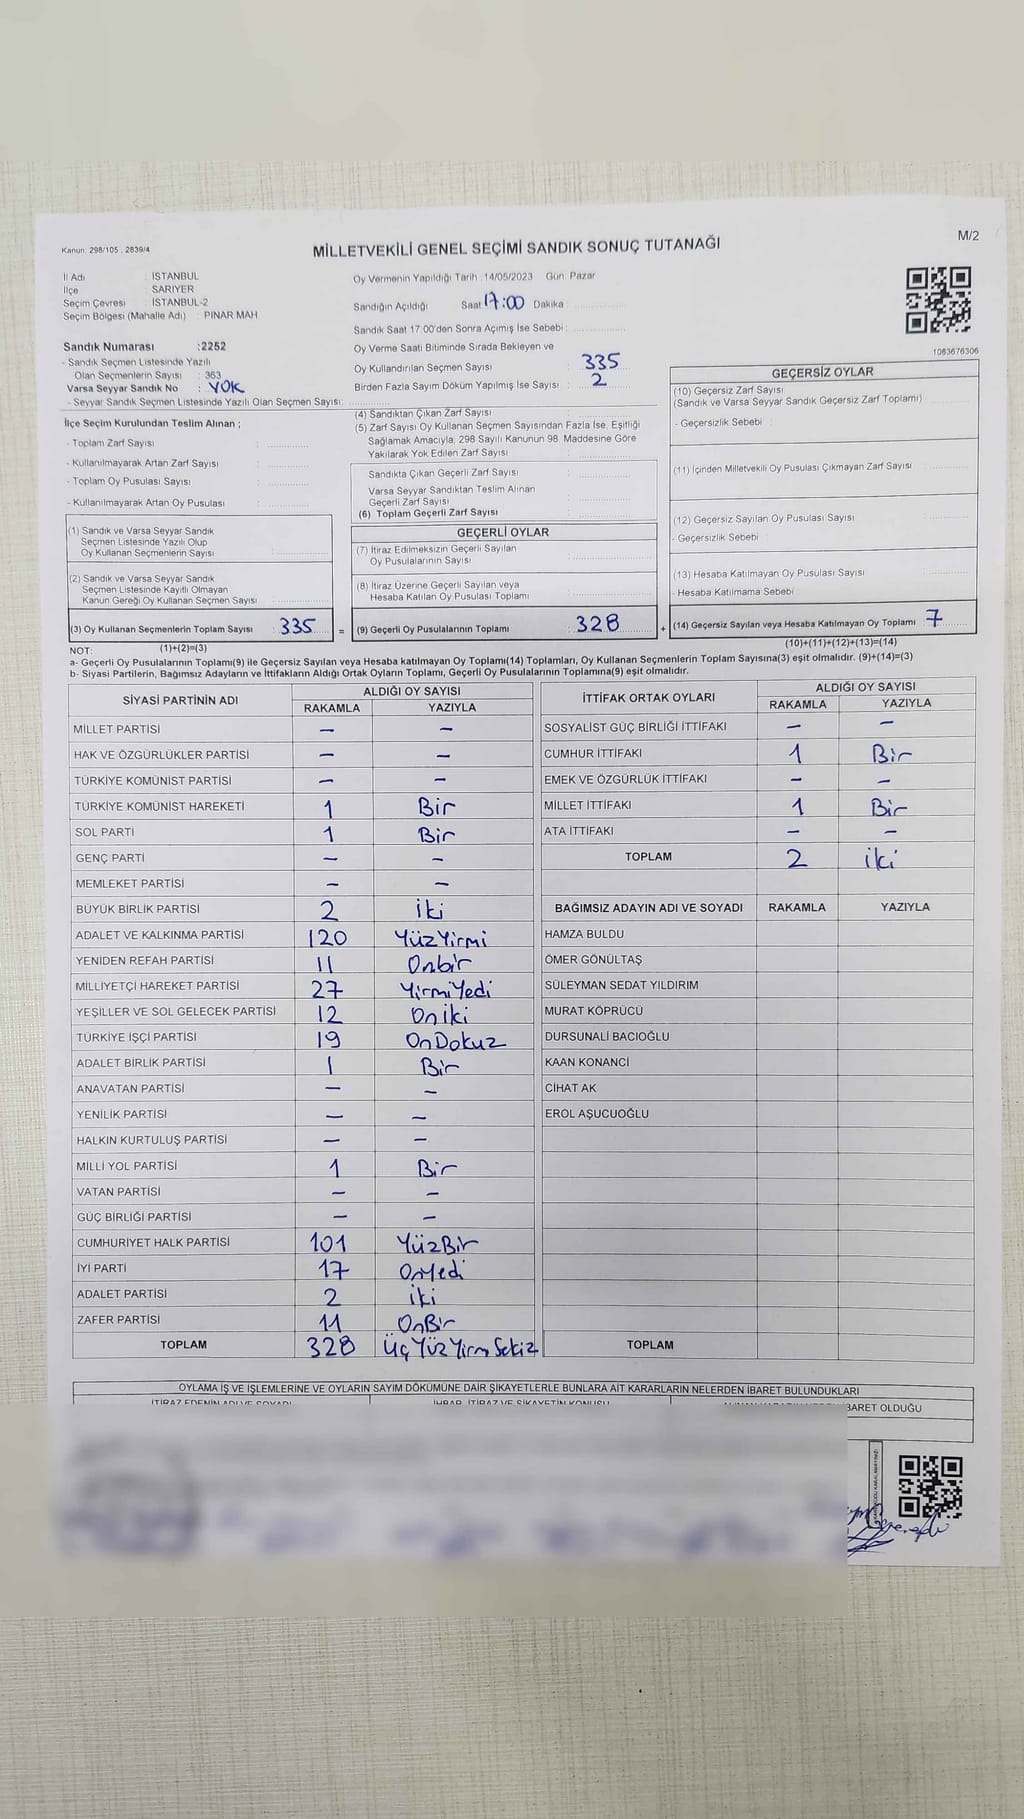 Kanun: 298/105 , 2839/4
MİLLETVEKİLİ GENEL SEÇİMİ SANDIK SONUÇ TUTANAĞI
M/2
İl Adı : İSTANBUL
İlçe : SARIYER
Seçim Çevresi : İSTANBUL-2
Seçim Bölgesi (Mahalle Adı) : PINAR MAH
Sandık Numarası :2252
- Sandık Seçmen Listesinde Yazılı
Olan Seçmenlerin Sayısı : 363
Varsa Seyyar Sandık No : YOK
- Seyyar Sandık Seçmen Listesinde Yazılı Olan Seçmen Sayısı:
Oy Vermenin Yapıldığı Tarih :14/05/2023 Gün: Pazar
Sandığın Açıldığı Saat 17:00 Dakika :
Sandık Saat 17:00'den Sonra Açılmış İse Sebebi :
Oy Verme Saati Bitiminde Sırada Bekleyen ve
Oy Kullandırılan Seçmen Sayısı : 335
Birden Fazla Sayım Döküm Yapılmış İse Sayısı : 2
1083676306
İlçe Seçim Kurulundan Teslim Alınan ;
- Toplam Zarf Sayısı :
- Kullanılmayarak Artan Zarf Sayısı :
- Toplam Oy Pusulası Sayısı :
- Kullanılmayarak Artan Oy Pusulası :
(4) Sandıktan Çıkan Zarf Sayısı :
(5) Zarf Sayısı Oy Kullanan Seçmen Sayısından Fazla İse, Eşitliği
Sağlamak Amacıyla, 298 Sayılı Kanunun 98. Maddesine Göre
Yakılarak Yok Edilen Zarf Sayısı :
Sandıkta Çıkan Geçerli Zarf Sayısı :
Varsa Seyyar Sandıktan Teslim Alınan
Geçerli Zarf Sayısı :
(6) Toplam Geçerli Zarf Sayısı :
GEÇERSİZ OYLAR
(10) Geçersiz Zarf Sayısı
(Sandık ve Varsa Seyyar Sandık Geçersiz Zarf Toplamı) :
- Geçersizlik Sebebi :
(11) İçinden Milletvekili Oy Pusulası Çıkmayan Zarf Sayısı :
(12) Geçersiz Sayılan Oy Pusulası Sayısı :
- Geçersizlik Sebebi :
(13) Hesaba Katılmayan Oy Pusulası Sayısı :
- Hesaba Katılmama Sebebi :
(1) Sandık ve Varsa Seyyar Sandık
Seçmen Listesinde Yazılı Olup
Oy Kullanan Seçmenlerin Sayısı :
(2) Sandık ve Varsa Seyyar Sandık
Seçmen Listesinde Kayıtlı Olmayan
Kanun Gereği Oy Kullanan Seçmen Sayısı :
GEÇERLİ OYLAR
(7) İtiraz Edilmeksizin Geçerli Sayılan
Oy Pusulalarının Sayısı :
(8) İtiraz Üzerine Geçerli Sayılan veya
Hesaba Katılan Oy Pusulası Toplamı :
(3) Oy Kullanan Seçmenlerin Toplam Sayısı : 335 = (9) Geçerli Oy Pusulalarının Toplamı : 328 + (14) Geçersiz Sayılan veya Hesaba Katılmayan Oy Toplamı : 7
NOT: (1)+(2)=(3) (10)+(11)+(12)+(13)=(14)
a- Geçerli Oy Pusulalarının Toplamı(9) ile Geçersiz Sayılan veya Hesaba katılmayan Oy Toplamı(14) Toplamları, Oy Kullanan Seçmenlerin Toplam Sayısına(3) eşit olmalıdır. (9)+(14)=(3)
b- Siyasi Partilerin, Bağımsız Adayların ve İttifakların Aldığı Ortak Oyların Toplamı, Geçerli Oy Pusulalarının Toplamına(9) eşit olmalıdır.
SİYASİ PARTİNİN ADI ALDIĞI OY SAYISI
RAKAMLA YAZIYLA
MİLLET PARTİSİ – –
HAK VE ÖZGÜRLÜKLER PARTİSİ – –
TÜRKİYE KOMÜNİST PARTİSİ – –
TÜRKİYE KOMÜNİST HAREKETİ 1 Bir
SOL PARTİ 1 Bir
GENÇ PARTİ – –
MEMLEKET PARTİSİ – –
BÜYÜK BİRLİK PARTİSİ 2 iki
ADALET VE KALKINMA PARTİSİ 120 YüzYirmi
YENİDEN REFAH PARTİSİ 11 Onbir
MİLLİYETÇİ HAREKET PARTİSİ 27 YirmiYedi
YEŞİLLER VE SOL GELECEK PARTİSİ 12 Oniki
TÜRKİYE İŞÇİ PARTİSİ 19 OnDokuz
ADALET BİRLİK PARTİSİ 1 Bir
ANAVATAN PARTİSİ – –
YENİLİK PARTİSİ – –
HALKIN KURTULUŞ PARTİSİ – –
MİLLİ YOL PARTİSİ 1 Bir
VATAN PARTİSİ – –
GÜÇ BİRLİĞİ PARTİSİ – –
CUMHURİYET HALK PARTİSİ 101 YüzBir
İYİ PARTİ 17 OnYedi
ADALET PARTİSİ 2 iki
ZAFER PARTİSİ 11 OnBir
TOPLAM 328 ÜçYüzYirmSekiz
İTTİFAK ORTAK OYLARI ALDIĞI OY SAYISI
RAKAMLA YAZIYLA
SOSYALİST GÜÇ BİRLİĞİ İTTİFAKI – –
CUMHUR İTTİFAKI 1 Bir
EMEK VE ÖZGÜRLÜK İTTİFAKI – –
MİLLET İTTİFAKI 1 Bir
ATA İTTİFAKI – –
TOPLAM 2 iki
BAĞIMSIZ ADAYIN ADI VE SOYADI RAKAMLA YAZIYLA
HAMZA BULDU
ÖMER GÖNÜLTAŞ
SÜLEYMAN SEDAT YILDIRIM
MURAT KÖPRÜCÜ
DURSUNALİ BACIOĞLU
KAAN KONANCİ
CİHAT AK
EROL AŞUCUOĞLU
TOPLAM
OYLAMA İŞ VE İŞLEMLERİNE VE OYLARIN SAYIM DÖKÜMÜNE DAİR ŞİKAYETLERLE BUNLARA AİT KARARLARIN NELERDEN İBARET BULUNDUKLARI
İTİRAZ EDENİN ADI VE SOYADI İHBAR, İTİRAZ VE ŞİKAYETİN KONUSU BARET OLDUĞU